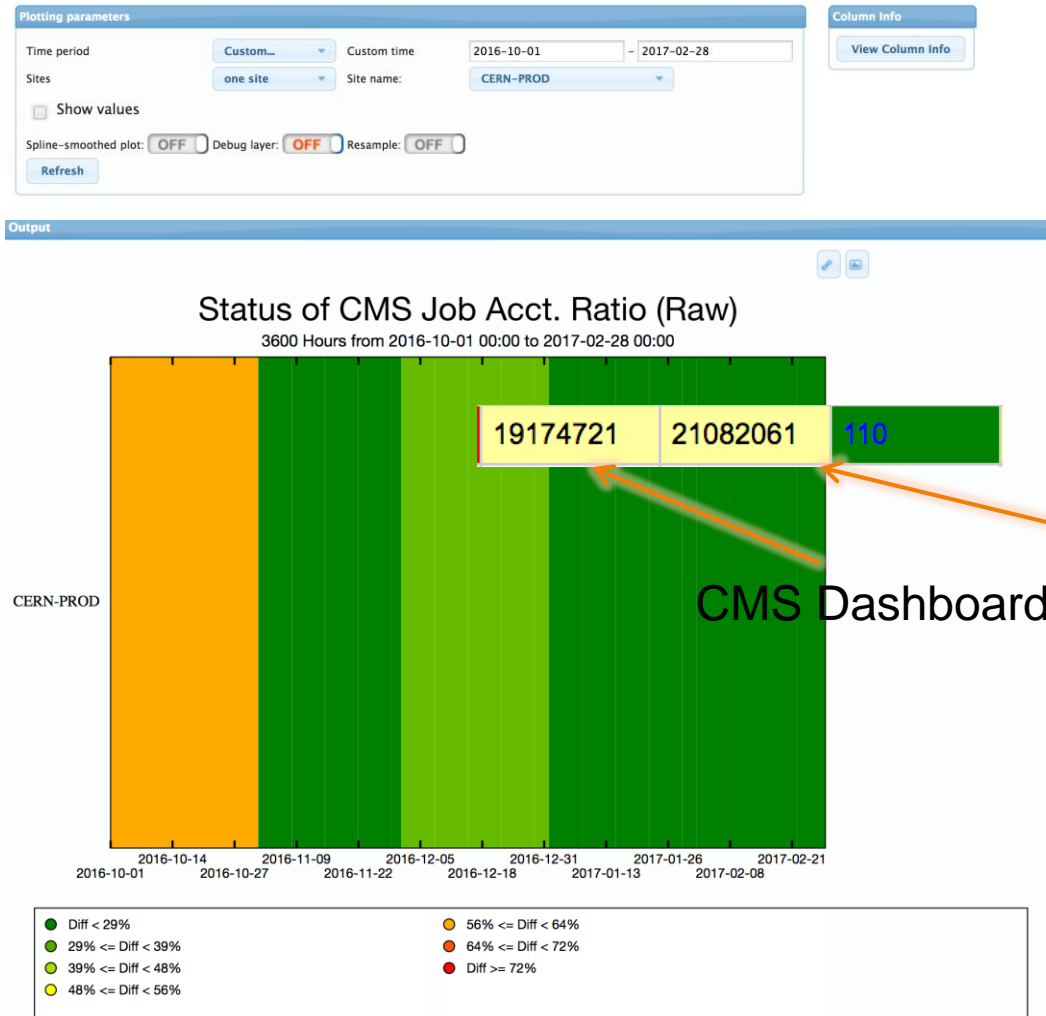 Plotting parameters
Column Info
Time period Custom... Custom time 2016-10-01 - 2017-02-28
View Column Info
Sites one site Site name: CERN-PROD
Show values
Spline-smoothed plot: OFF Debug layer: OFF Resample: OFF
Refresh
Output
Status of CMS Job Acct. Ratio (Raw)
3600 Hours from 2016-10-01 00:00 to 2017-02-28 00:00
19174721 21082061 110
CMS Dashboard
CERN-PROD
2016-10-14 2016-11-09 2016-12-05 2016-12-31 2017-01-26 2017-02-21
2016-10-01 2016-10-27 2016-11-22 2016-12-18 2017-01-13 2017-02-08
Diff < 29%
29% <= Diff < 39%
39% <= Diff < 48%
48% <= Diff < 56%
56% <= Diff < 64%
64% <= Diff < 72%
Diff >= 72%